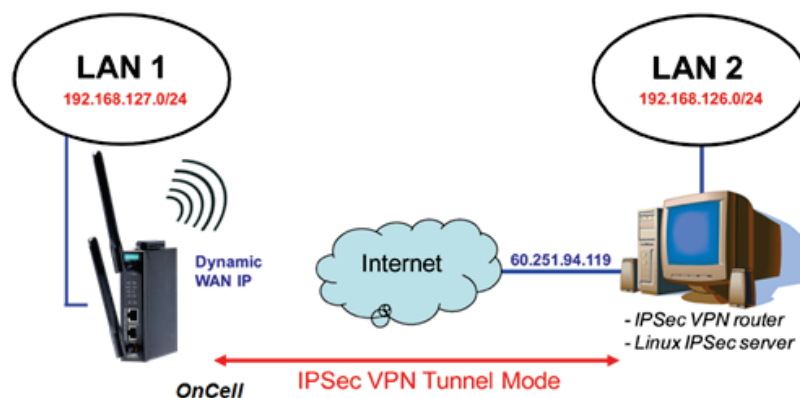 LAN 1
192.168.127.0/24
LAN 2
192.168.126.0/24
Dynamic
WAN IP
Internet
60.251.94.119
- IPSec VPN router
- Linux IPSec server
IPSec VPN Tunnel Mode
OnCell